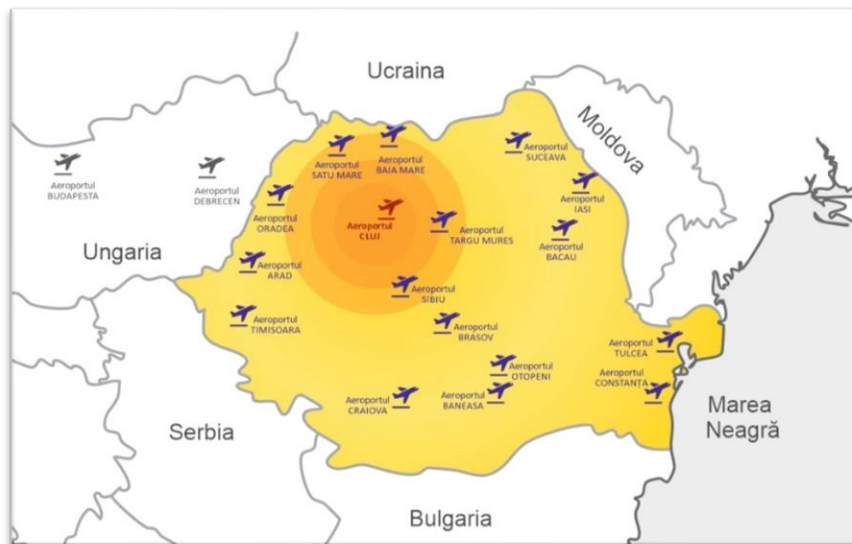 Ucraina
Moldova
Aeroportul
SATU MARE
Aeroportul
BAIA MARE
Aeroportul
SUCEAVA
Aeroportul
BUDAPESTA
Aeroportul
DEBRECEN
Aeroportul
IASI
Aeroportul
ORADEA
Aeroportul
CLUJ
Aeroportul
TARGU MURES
Aeroportul
BACAU
Ungaria
Aeroportul
ARAD
Aeroportul
SIBIU
Aeroportul
TIMISOARA
Aeroportul
BRASOV
Aeroportul
TULCEA
Aeroportul
OTOPENI
Aeroportul
CONSTANȚA
Aeroportul
CRAIOVA
Aeroportul
BANEASA
Marea
Neagră
Serbia
Bulgaria